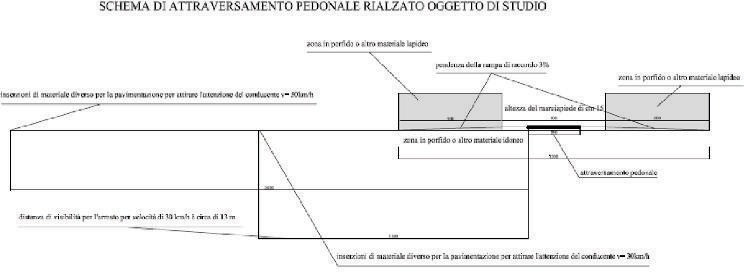 SCHEMA DI ATTRAVERSAMENTO PEDONALE RIALZATO OGGETTO DI STUDIO
zona in porfido o altro materiale lapideo
pendenza della rampa di raccordo 3%
zona in porfido o altro materiale lapideo
inserzioni di materiale diverso per la pavimentazione per attirare l'attenzione del conducente v= 50km/h
altezza del marciapiede di cm 15
zona in porfido o altro materiale idoneo
attraversamento pedonale
distanza di visibilità per l'arresto per velocità di 30 km/h è circa di 13 m
inserzioni di materiale diverso per la pavimentazione per attirare l'attenzione del conducente v= 30km/h